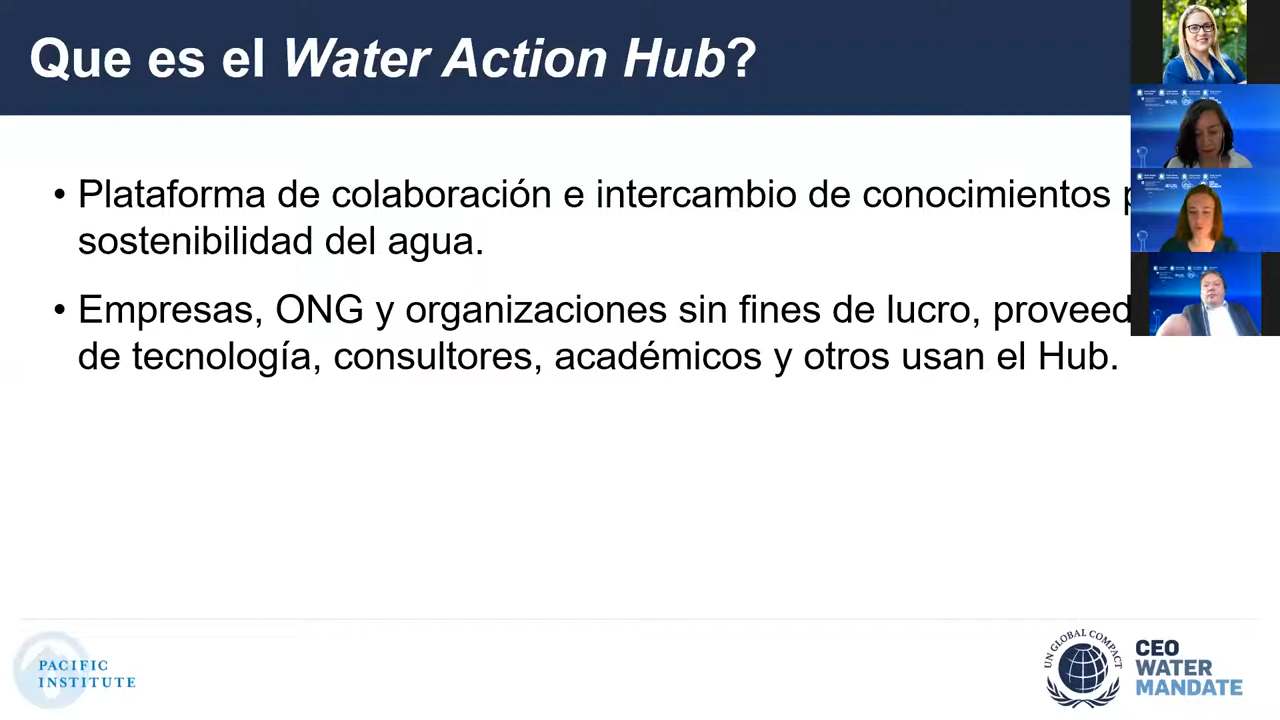 Que es el Water Action Hub?
• Plataforma de colaboración e intercambio de conocimientos
sostenibilidad del agua.
• Empresas, ONG y organizaciones sin fines de lucro,
de tecnología, consultores, académicos y otros usan el Hub.
PACIFIC
INSTITUTE
UN GLOBAL COMPACT
CEO
WATER
MANDATE